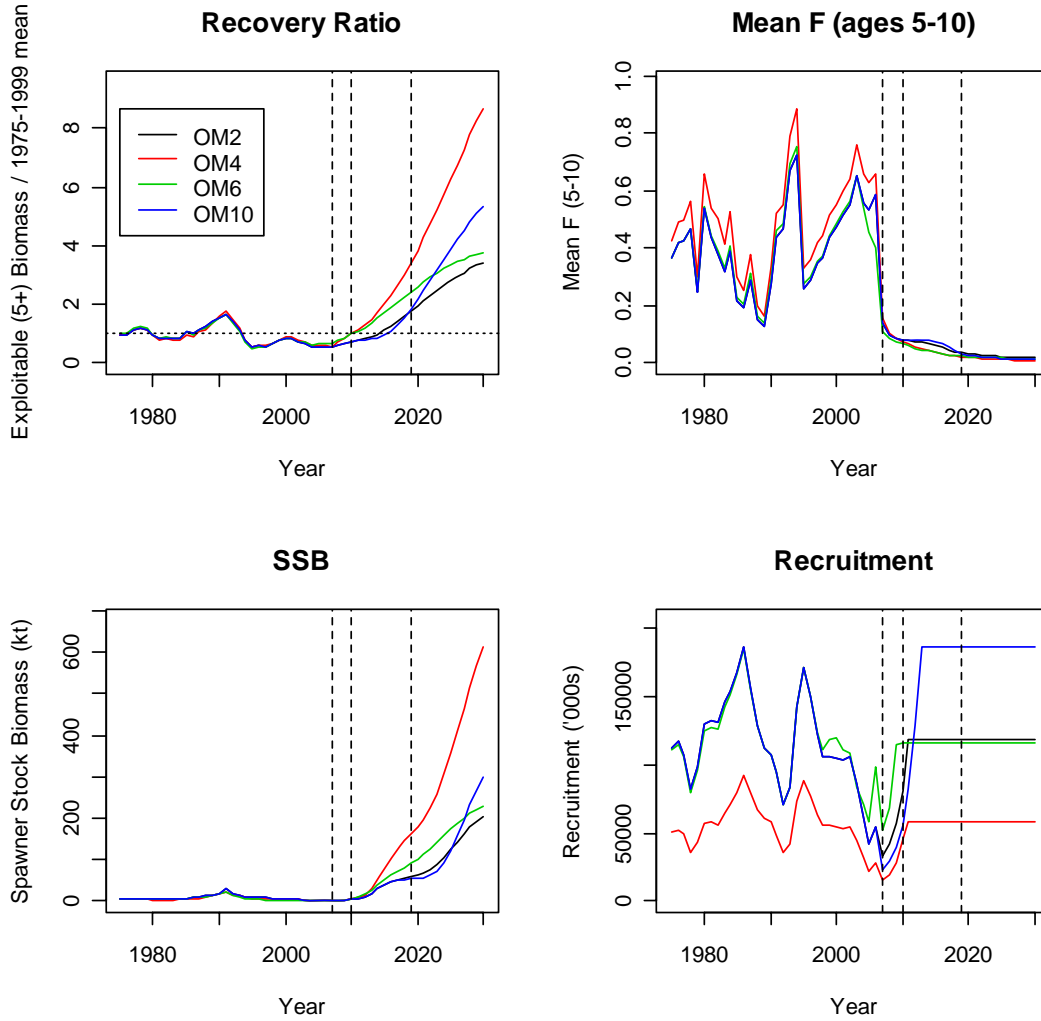 Recovery Ratio
Exploitable (5+) Biomass / 1975-1999 mean
0 2 4 6 8
OM2
OM4
OM6
OM10
1980 2000 2020
Year
Mean F (ages 5-10)
Mean F (5-10)
0.0 0.2 0.4 0.6 0.8 1.0
1980 2000 2020
Year
SSB
Spawner Stock Biomass (kt)
0 200 400 600
1980 2000 2020
Year
Recruitment
Recruitment ('000s)
0 50000 150000
1980 2000 2020
Year